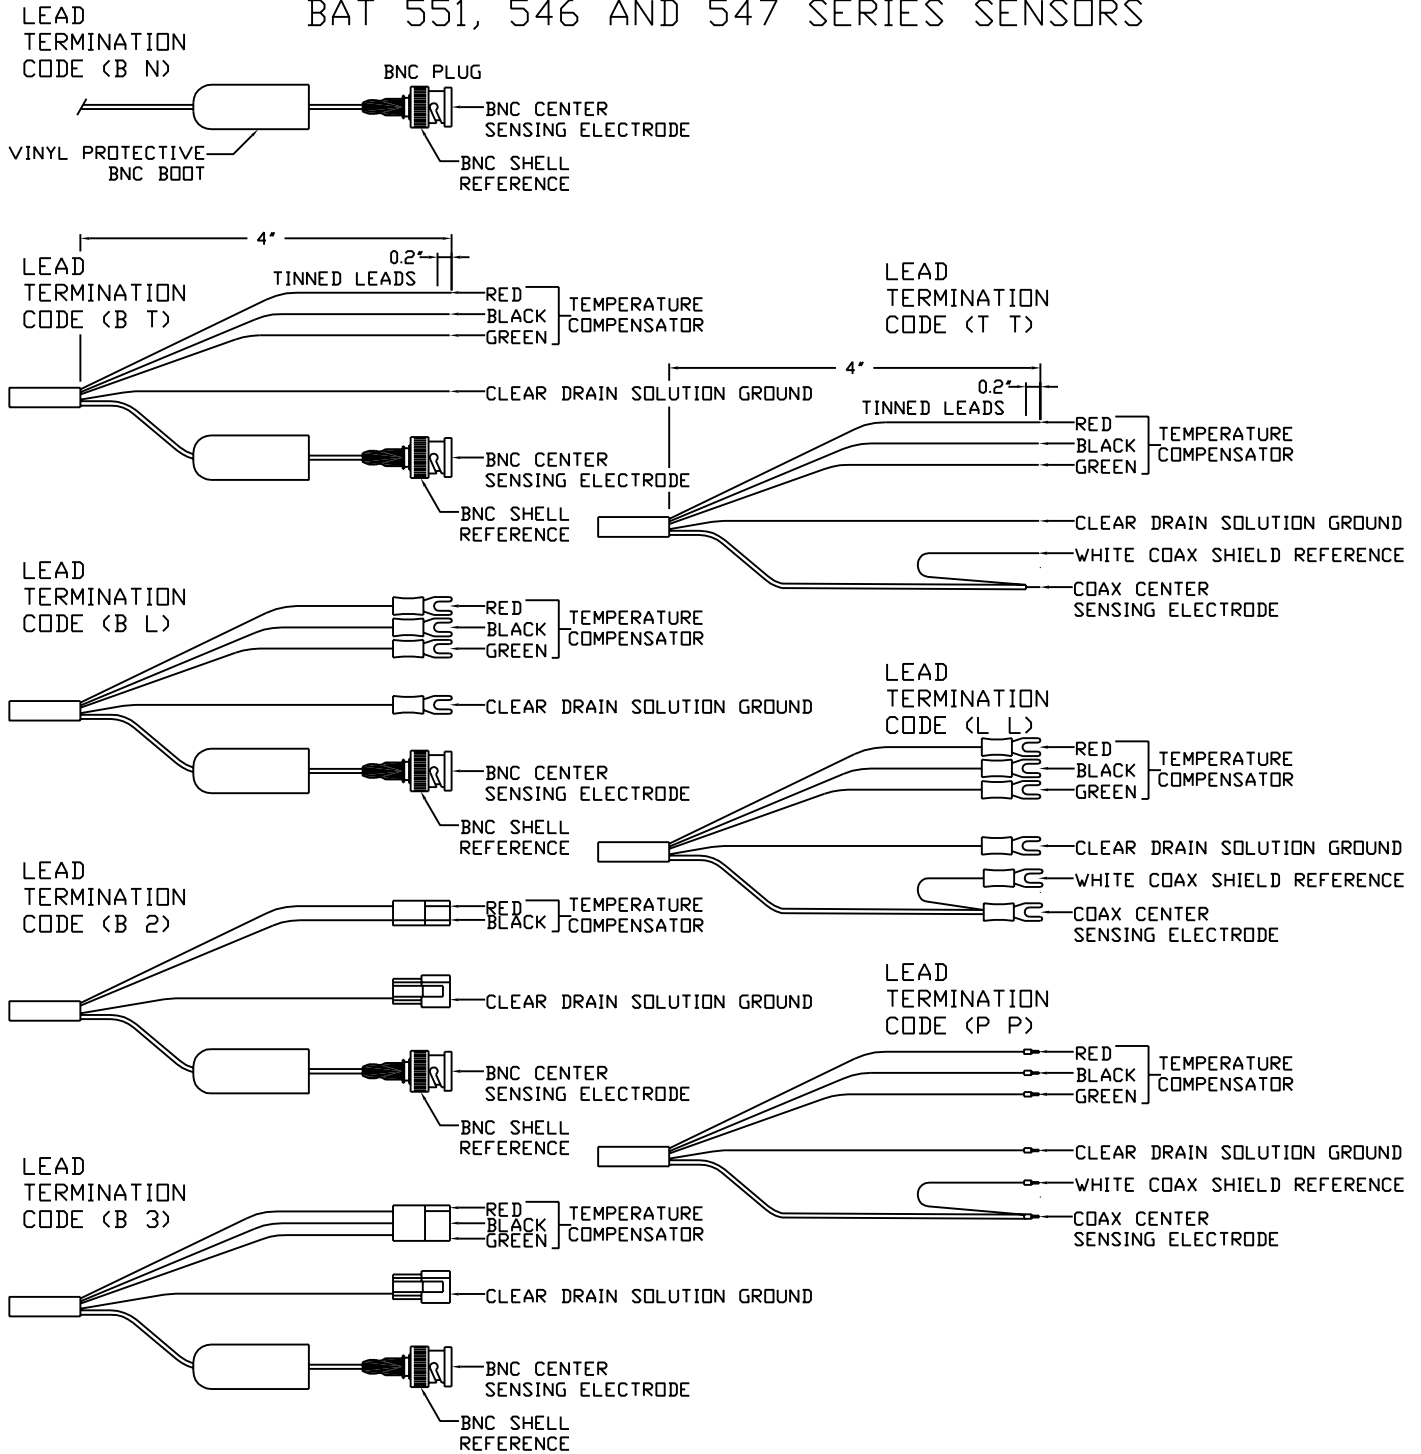 BAT 551, 546 AND 547 SERIES SENSORS
LEAD
TERMINATION
CODE (B N)
BNC PLUG
BNC CENTER
SENSING ELECTRODE
VINYL PROTECTIVE
BNC BOOT
BNC SHELL
REFERENCE
LEAD
TERMINATION
CODE (B T)
4"
0.2"
TINNED LEADS
RED
BLACK
GREEN
TEMPERATURE
COMPENSATOR
CLEAR DRAIN SOLUTION GROUND
BNC CENTER
SENSING ELECTRODE
BNC SHELL
REFERENCE
LEAD
TERMINATION
CODE (B L)
RED
BLACK
GREEN
TEMPERATURE
COMPENSATOR
CLEAR DRAIN SOLUTION GROUND
BNC CENTER
SENSING ELECTRODE
BNC SHELL
REFERENCE
LEAD
TERMINATION
CODE (B 2)
RED
BLACK
TEMPERATURE
COMPENSATOR
CLEAR DRAIN SOLUTION GROUND
BNC CENTER
SENSING ELECTRODE
BNC SHELL
REFERENCE
LEAD
TERMINATION
CODE (B 3)
RED
BLACK
GREEN
TEMPERATURE
COMPENSATOR
CLEAR DRAIN SOLUTION GROUND
BNC CENTER
SENSING ELECTRODE
BNC SHELL
REFERENCE
LEAD
TERMINATION
CODE (T T)
4"
0.2"
TINNED LEADS
RED
BLACK
GREEN
TEMPERATURE
COMPENSATOR
CLEAR DRAIN SOLUTION GROUND
WHITE COAX SHIELD REFERENCE
COAX CENTER
SENSING ELECTRODE
LEAD
TERMINATION
CODE (L L)
RED
BLACK
GREEN
TEMPERATURE
COMPENSATOR
CLEAR DRAIN SOLUTION GROUND
WHITE COAX SHIELD REFERENCE
COAX CENTER
SENSING ELECTRODE
LEAD
TERMINATION
CODE (P P)
RED
BLACK
GREEN
TEMPERATURE
COMPENSATOR
CLEAR DRAIN SOLUTION GROUND
WHITE COAX SHIELD REFERENCE
COAX CENTER
SENSING ELECTRODE